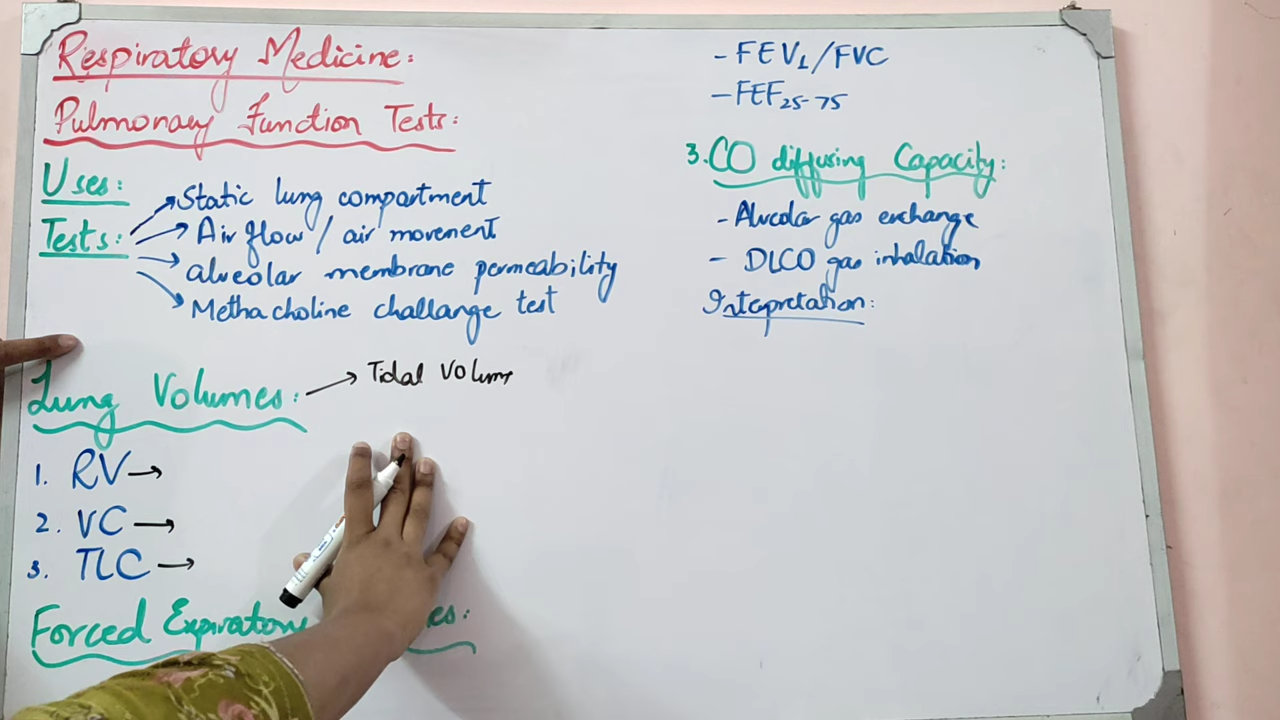 Respiratory Medicine:
Pulmonary Function Tests:
Uses:
Tests:
Static lung compartment
Air flow / air movement
alveolar membrane permeability
Methacholine challange test
Lung Volumes: → Tidal Volume
1. RV →
2. VC →
3. TLC →
Forced Expiratory
- FEV1/FVC
- FEF25-75
3. CO diffusing Capacity:
- Alveolar gas exchange
- DLCO gas inhalation
Interpretation: